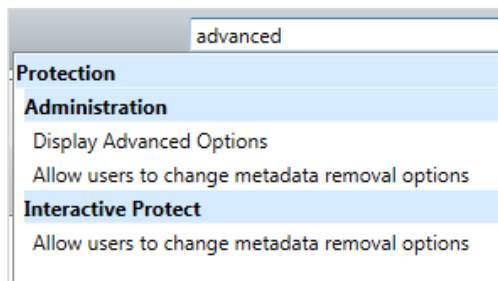 advanced
Protection
Administration
Display Advanced Options
Allow users to change metadata removal options
Interactive Protect
Allow users to change metadata removal options